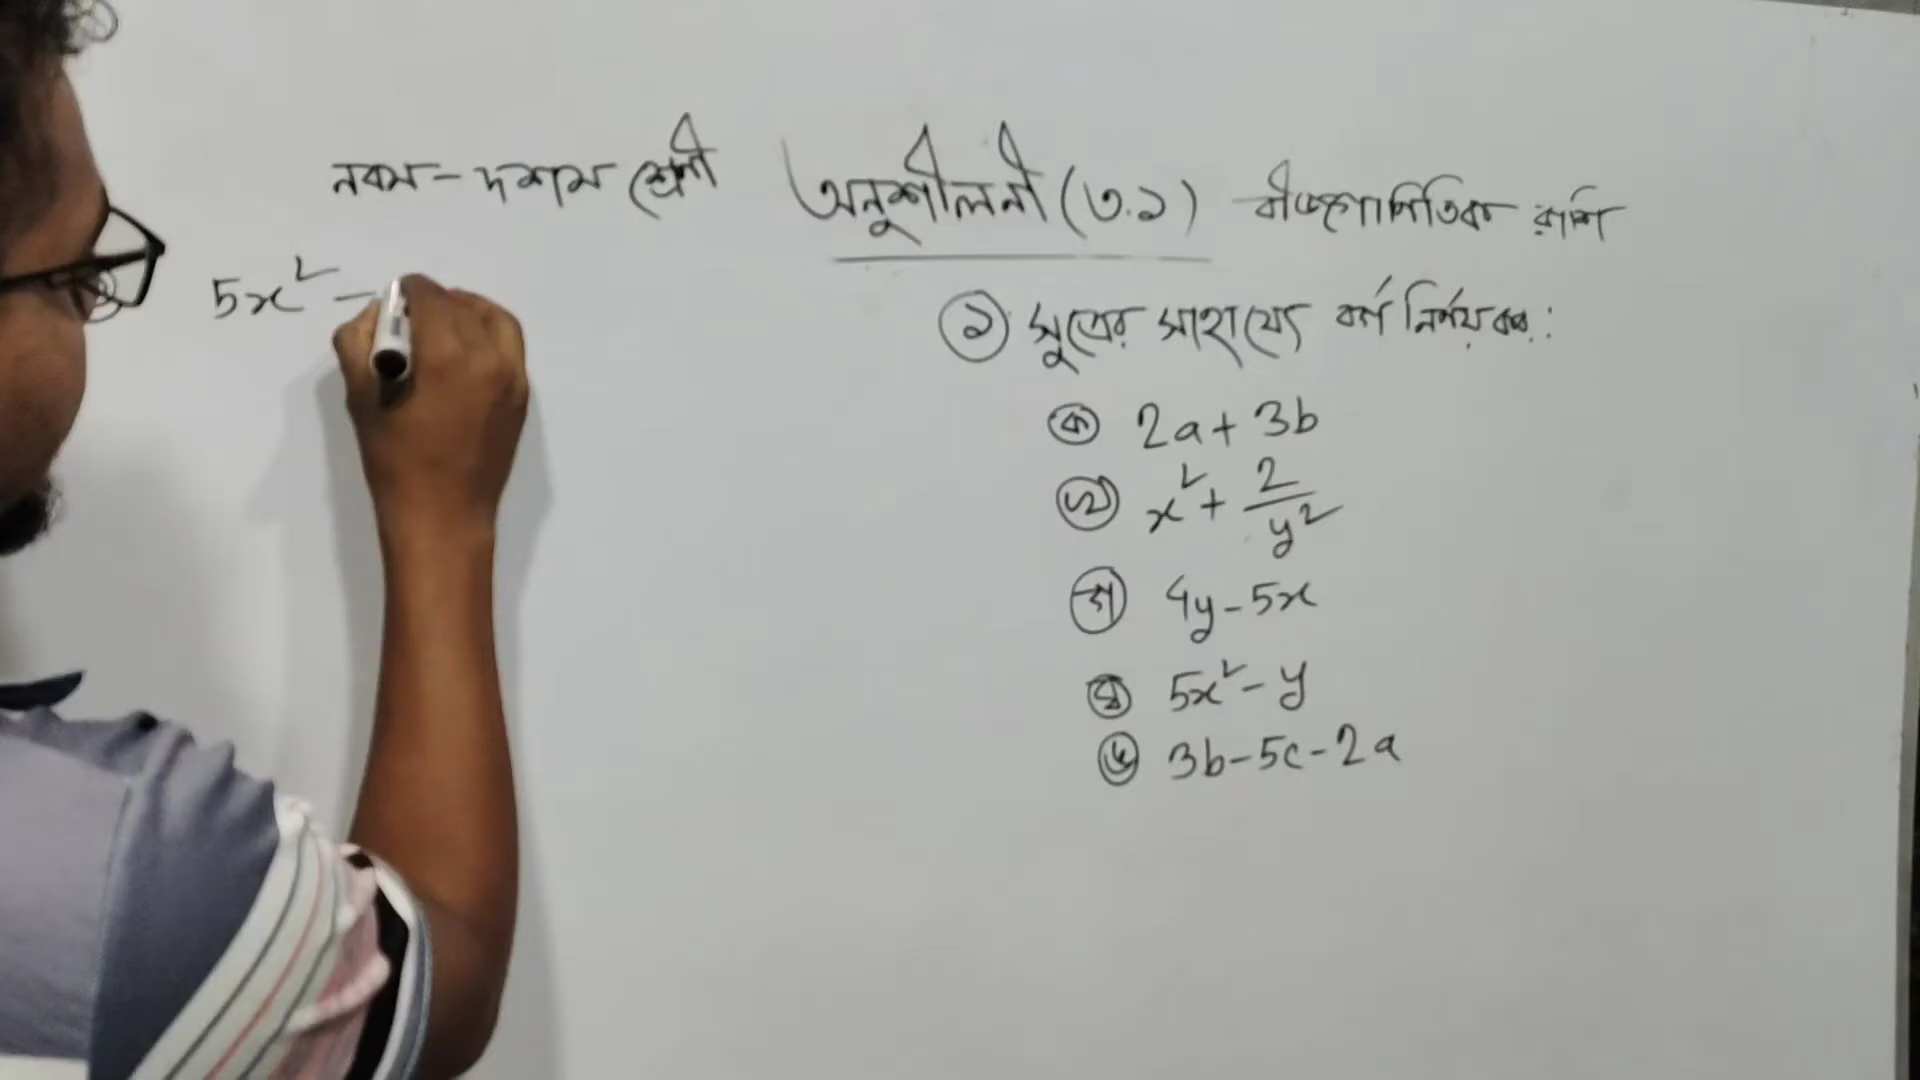 নবম - দশম শ্রেণী অনুশীলনী (৩.১) বীজগাণিতিক রাশি
5x² -
১ সূত্রের সাহায্যে বর্গ নির্ণয় কর :
ক 2a + 3b
খ x² + 2/y²
গ 4y - 5x
ঘ 5x² - y
ঙ 3b - 5c - 2a